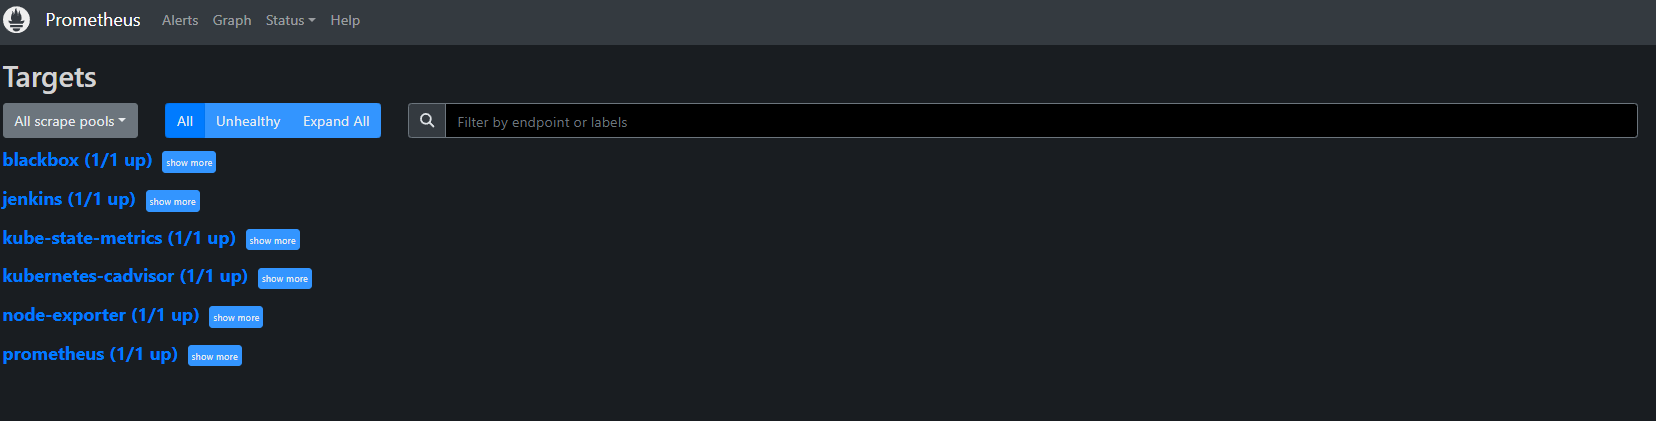 Prometheus Alerts Graph Status Help
Targets
All scrape pools All Unhealthy Expand All Filter by endpoint or labels
blackbox (1/1 up) show more
jenkins (1/1 up) show more
kube-state-metrics (1/1 up) show more
kubernetes-cadvisor (1/1 up) show more
node-exporter (1/1 up) show more
prometheus (1/1 up) show more